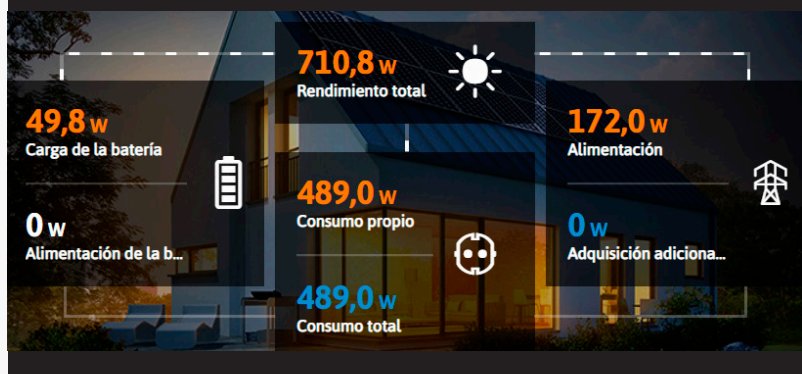 710,8 W
Rendimiento total
49,8 W
Carga de la batería
0 W
Alimentación de la b...
489,0 W
Consumo propio
489,0 W
Consumo total
172,0 W
Alimentación
0 W
Adquisición adiciona...